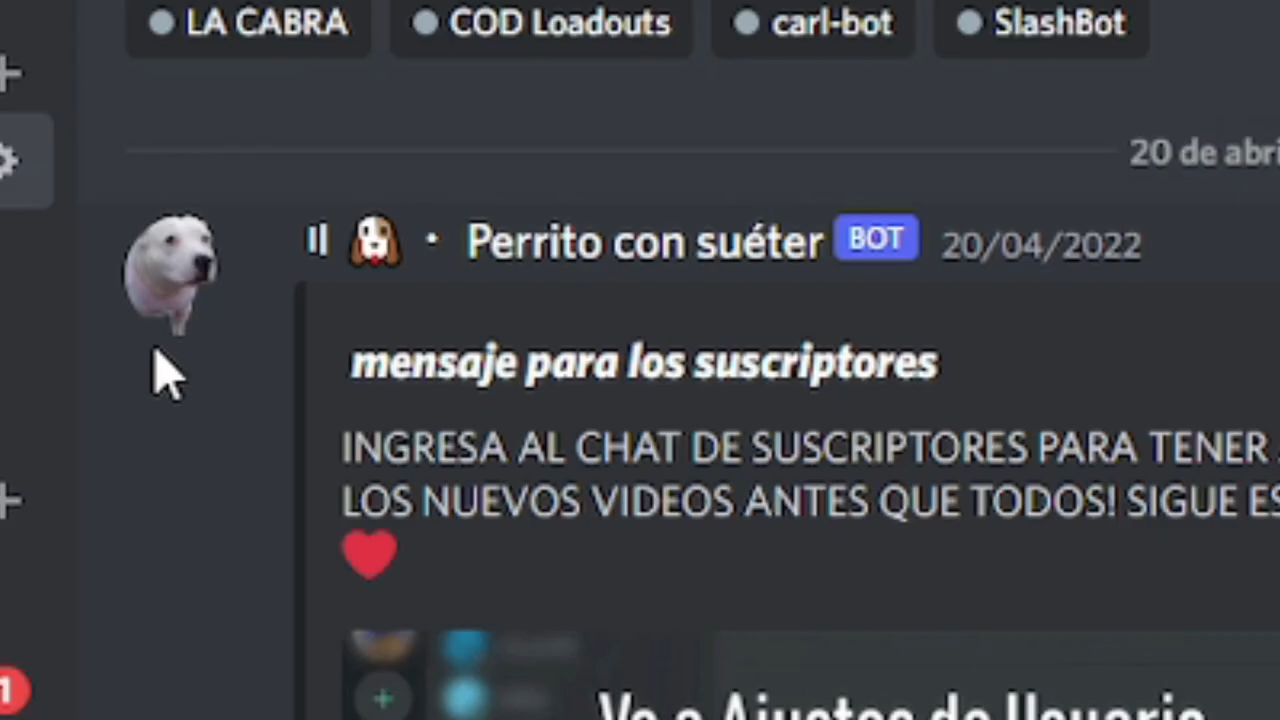 LA CABRA COD Loadouts carl-bot SlashBot
20 de abri
Perrito con suéter BOT 20/04/2022
mensaje para los suscriptores
INGRESA AL CHAT DE SUSCRIPTORES PARA TENER
LOS NUEVOS VIDEOS ANTES QUE TODOS! SIGUE ES
1
Ve a Ajustes de Usuario